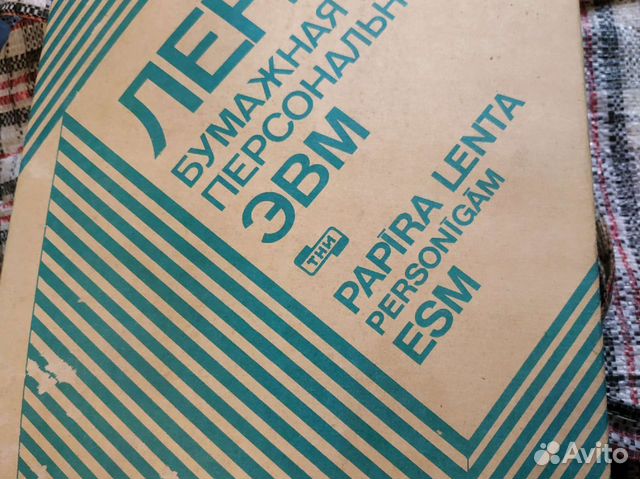 ЛЕН
БУМАЖНАЯ
ПЕРСОНАЛЬН
ЭВМ
ТНИ
PAPĪRA LENTA
PERSONĪGĀM
ESM
Avito